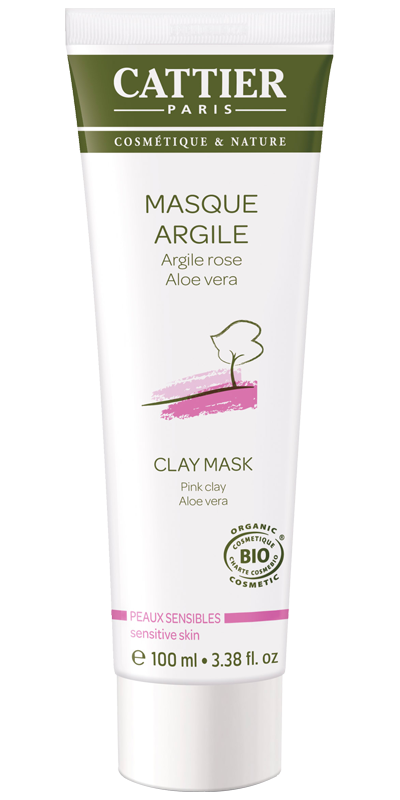 CATTIER
PARIS
COSMÉTIQUE & NATURE
MASQUE
ARGILE
Argile rose
Aloe vera
CLAY MASK
Pink clay
Aloe vera
ORGANIC
COSMETIQUE
BIO
®
CHARTE COSMEBIO
COSMETIC
PEAUX SENSIBLES
sensitive skin
e 100 ml • 3.38 fl. oz